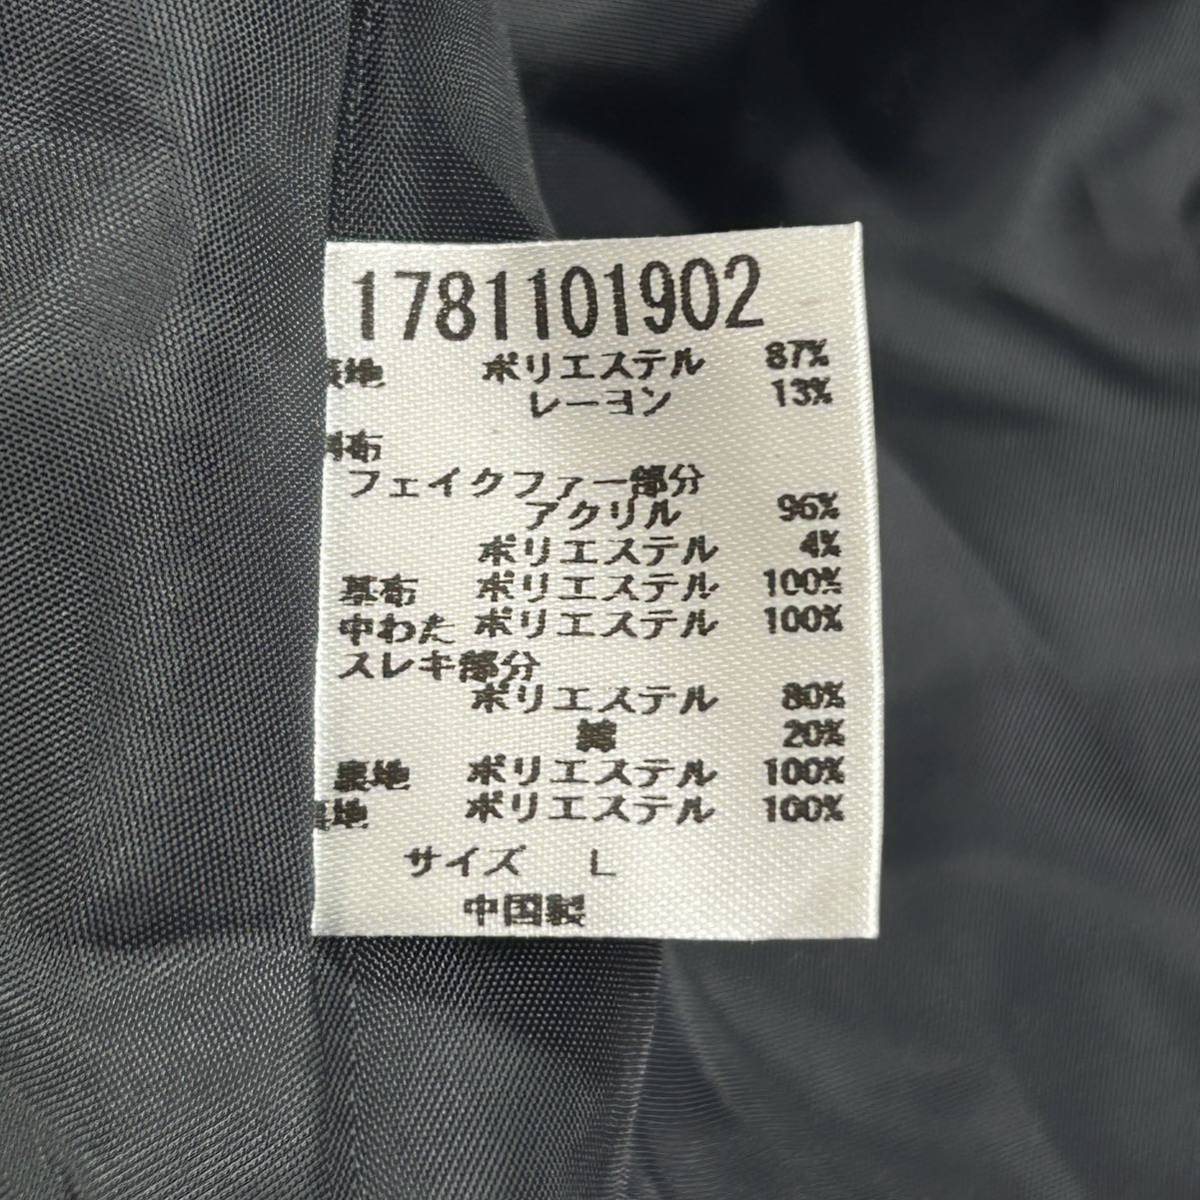 1781101902
表地 ポリエステル 87%
レーヨン 13%
別布
フェイクファー部分
アクリル 96%
ポリエステル 4%
基布 ポリエステル 100%
中わた ポリエステル 100%
スレキ部分
ポリエステル 80%
綿 20%
裏地 ポリエステル 100%
裏地 ポリエステル 100%
サイズ L
中国製